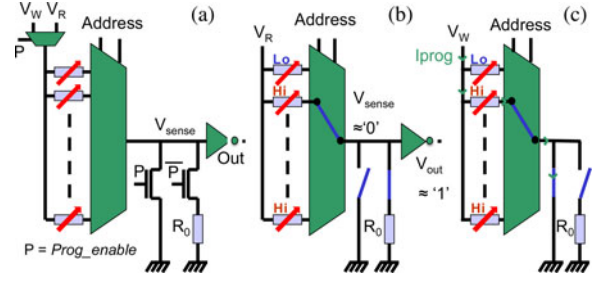 V_W V_R
P
Address
(a)
V_sense
Out
P
P̅
R_0
P = Prog_enable
Address
(b)
V_R
Lo
Hi
V_sense
≈'0'
V_out
≈ '1'
Hi
R_0
Address
(c)
V_W
Iprog
Lo
Hi
Hi
R_0